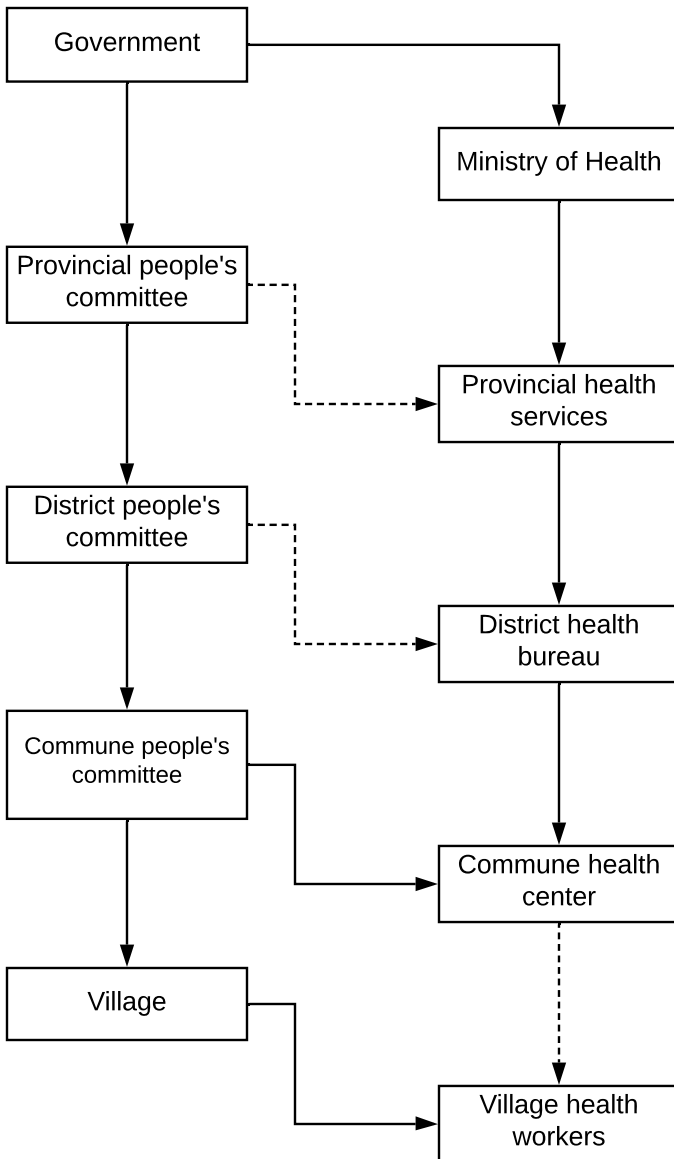 Government
Ministry of Health
Provincial people's
committee
Provincial health
services
District people's
committee
District health
bureau
Commune people's
committee
Commune health
center
Village
Village health
workers